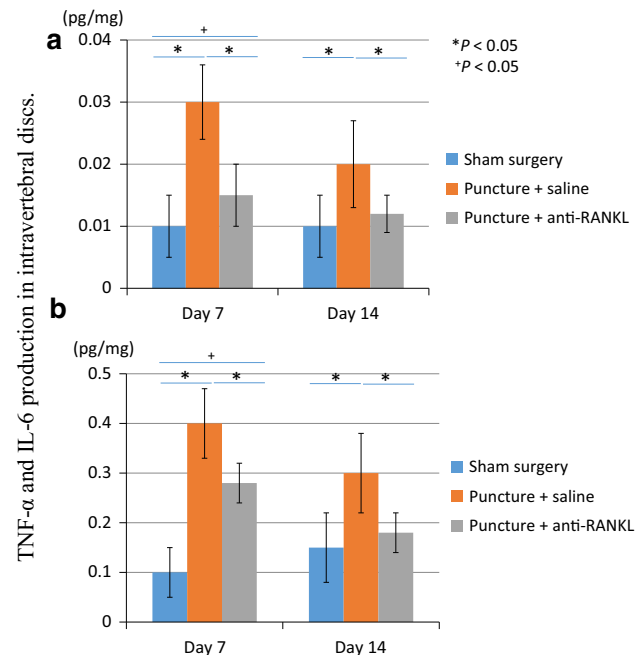 (pg/mg)
a
+
0.04
* * * *
*P < 0.05
+P < 0.05
0.03
0.02
0.01
0
Day 7 Day 14
Sham surgery
Puncture + saline
Puncture + anti-RANKL
b
(pg/mg)
+
0.5
* * * *
0.4
0.3
0.2
0.1
0
Day 7 Day 14
Sham surgery
Puncture + saline
Puncture + anti-RANKL
TNF-α and IL-6 production in intravertebral discs.